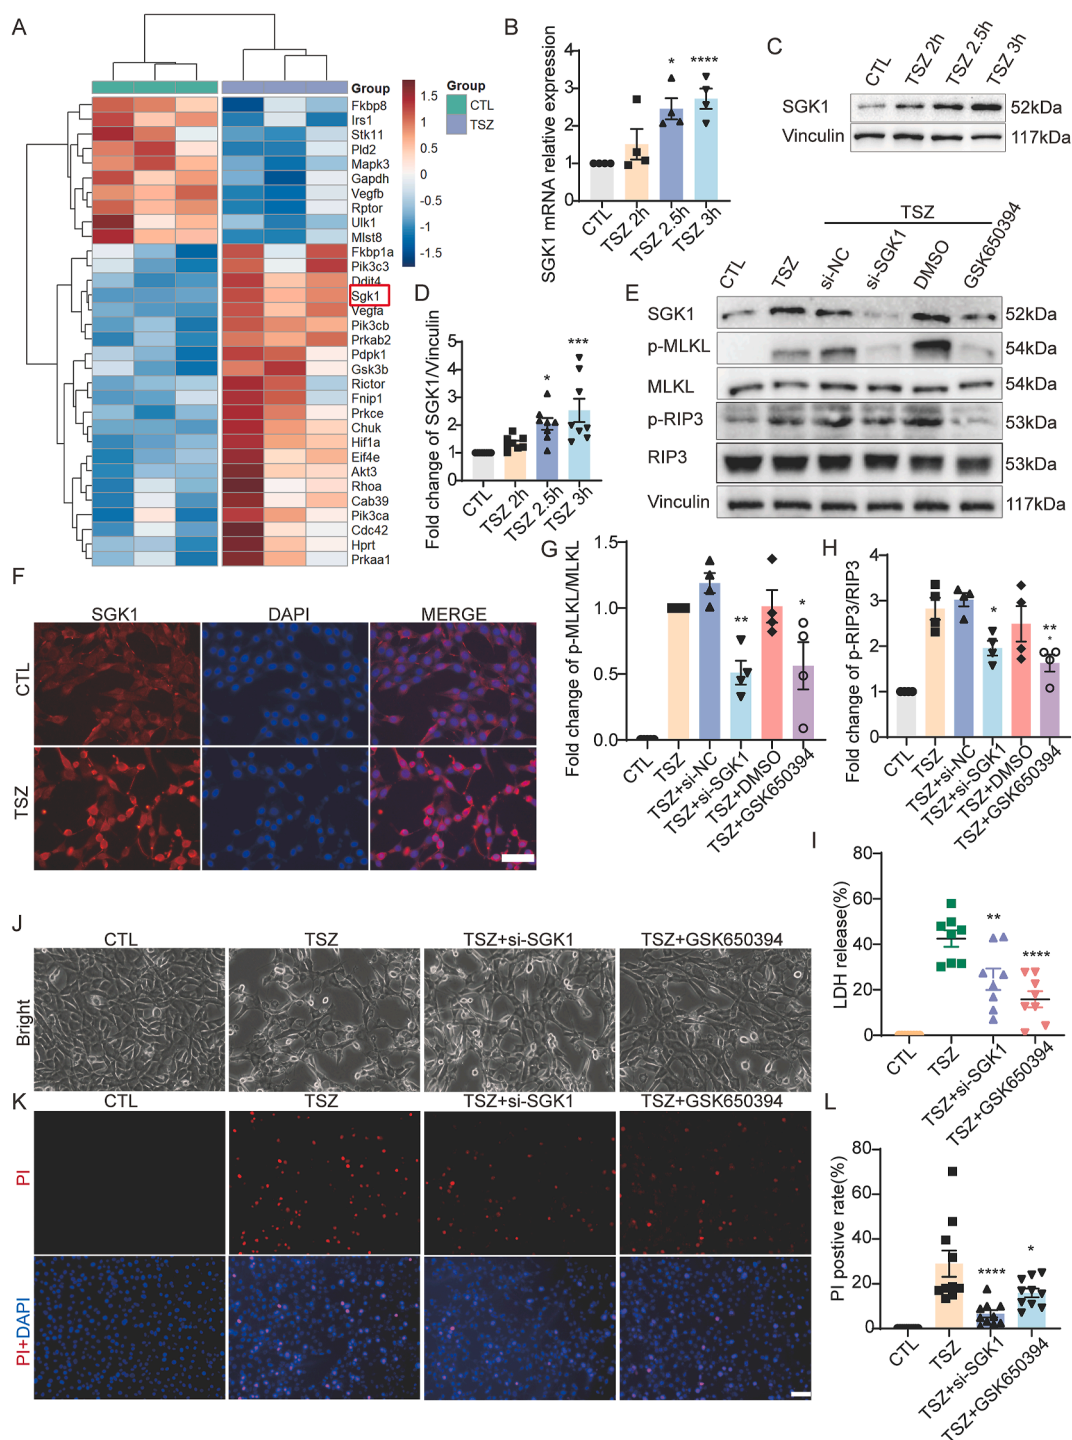 A
Group
Fkbp8
Irs1
Stk11
Pld2
Mapk3
Gapdh
Vegfb
Rptor
Ulk1
Mlst8
Fkbp1a
Pik3c3
Ddit4
Sgk1
Vegfa
Pik3cb
Prkab2
Pdpk1
Gsk3b
Rictor
Fnip1
Prkce
Chuk
Hif1a
Eif4e
Akt3
Rhoa
Cab39
Pik3ca
Cdc42
Hprt
Prkaa1
1.5
1
0.5
0
-0.5
-1
-1.5
Group
CTL
TSZ
B
SGK1 mRNA relative expression
4
3
2
1
0
*
****
CTL
TSZ 2h
TSZ 2.5h
TSZ 3h
C
CTL
TSZ 2h
TSZ 2.5h
TSZ 3h
SGK1
52kDa
Vinculin
117kDa
D
Fold change of SGK1/Vinculin
5
4
3
2
1
0
*
***
CTL
TSZ 2h
TSZ 2.5h
TSZ 3h
E
TSZ
CTL
TSZ
si-NC
si-SGK1
DMSO
GSK650394
SGK1
52kDa
p-MLKL
54kDa
MLKL
54kDa
p-RIP3
53kDa
RIP3
53kDa
Vinculin
117kDa
F
SGK1
DAPI
MERGE
CTL
TSZ
G
Fold change of p-MLKL/MLKL
1.5
1.0
0.5
0.0
**
*
CTL
TSZ
TSZ+si-NC
TSZ+si-SGK1
TSZ+DMSO
TSZ+GSK650394
H
Fold change of p-RIP3/RIP3
4
3
2
1
0
*
**
*
CTL
TSZ
TSZ+si-NC
TSZ+si-SGK1
TSZ+DMSO
TSZ+GSK650394
I
LDH release(%)
80
60
40
20
0
**
****
CTL
TSZ
TSZ+si-SGK1
TSZ+GSK650394
J
CTL
TSZ
TSZ+si-SGK1
TSZ+GSK650394
Bright
K
CTL
TSZ
TSZ+si-SGK1
TSZ+GSK650394
PI
PI+DAPI
L
PI postive rate(%)
80
60
40
20
0
****
*
CTL
TSZ
TSZ+si-SGK1
TSZ+GSK650394